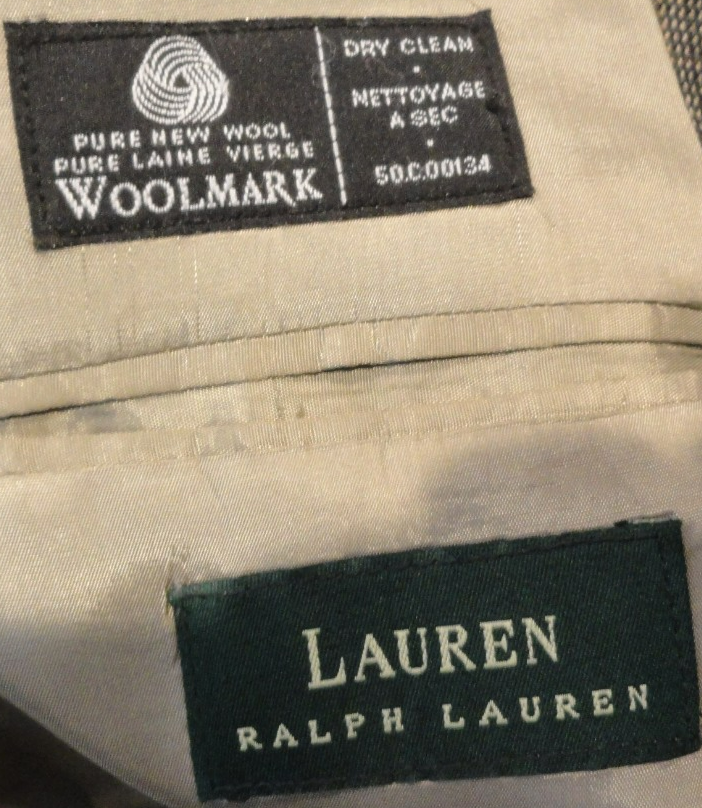 PURE NEW WOOL
PURE LAINE VIERGE
WOOLMARK
DRY CLEAN
NETTOYAGE
A SEC
50.C.00134
LAUREN
RALPH LAUREN